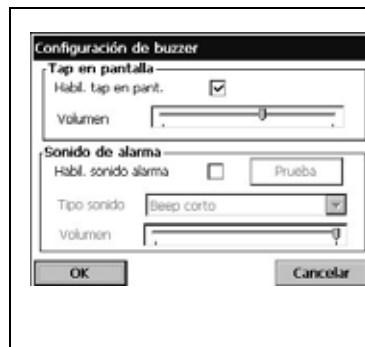 Configuración de buzzer
Tap en pantalla
Habil. tap en pant.
Volumen
Sonido de alarma
Habil. sonido alarma
Prueba
Tipo sonido
Beep corto
Volumen
OK
Cancelar